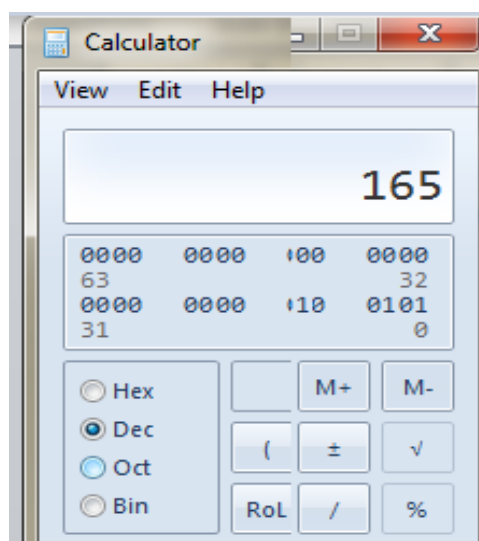 Calculator
View Edit Help
165
0000 0000 00 0000
63 32
0000 0000 10 0101
31 0
Hex M+ M-
Dec
( ± √
Oct
Bin RoL / %